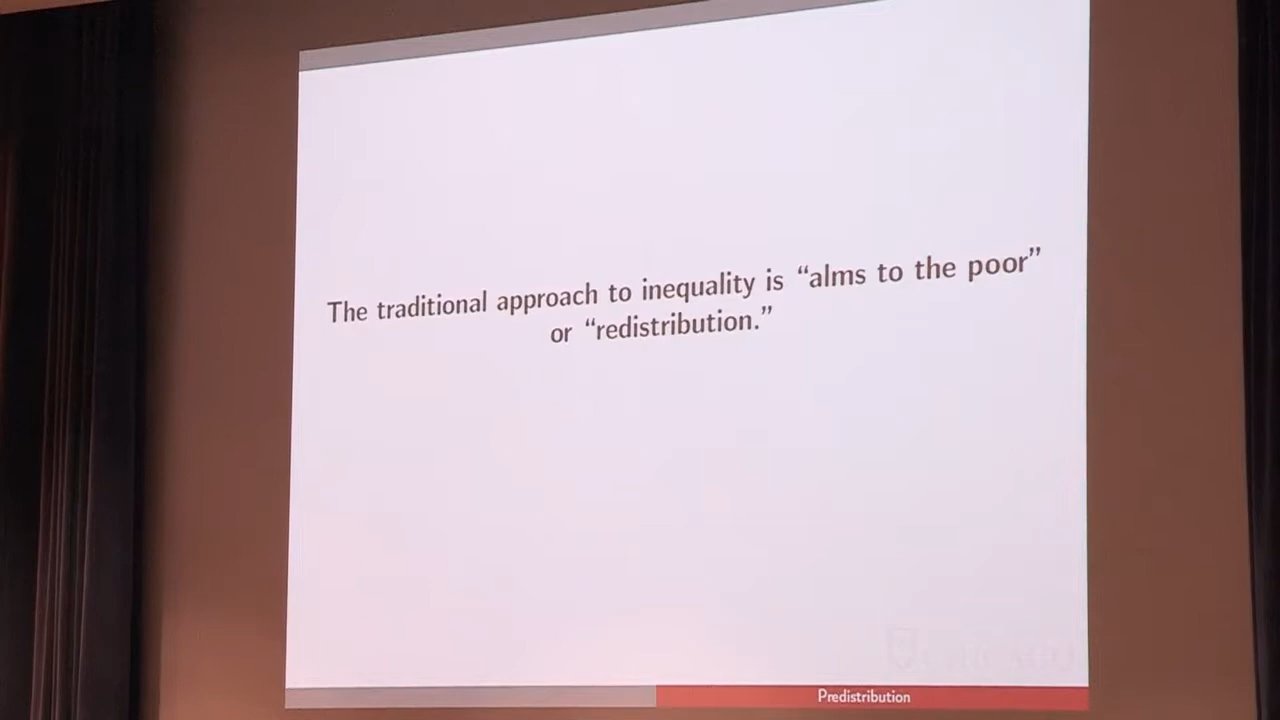 The traditional approach to inequality is “alms to the poor”
or “redistribution.”
Predistribution